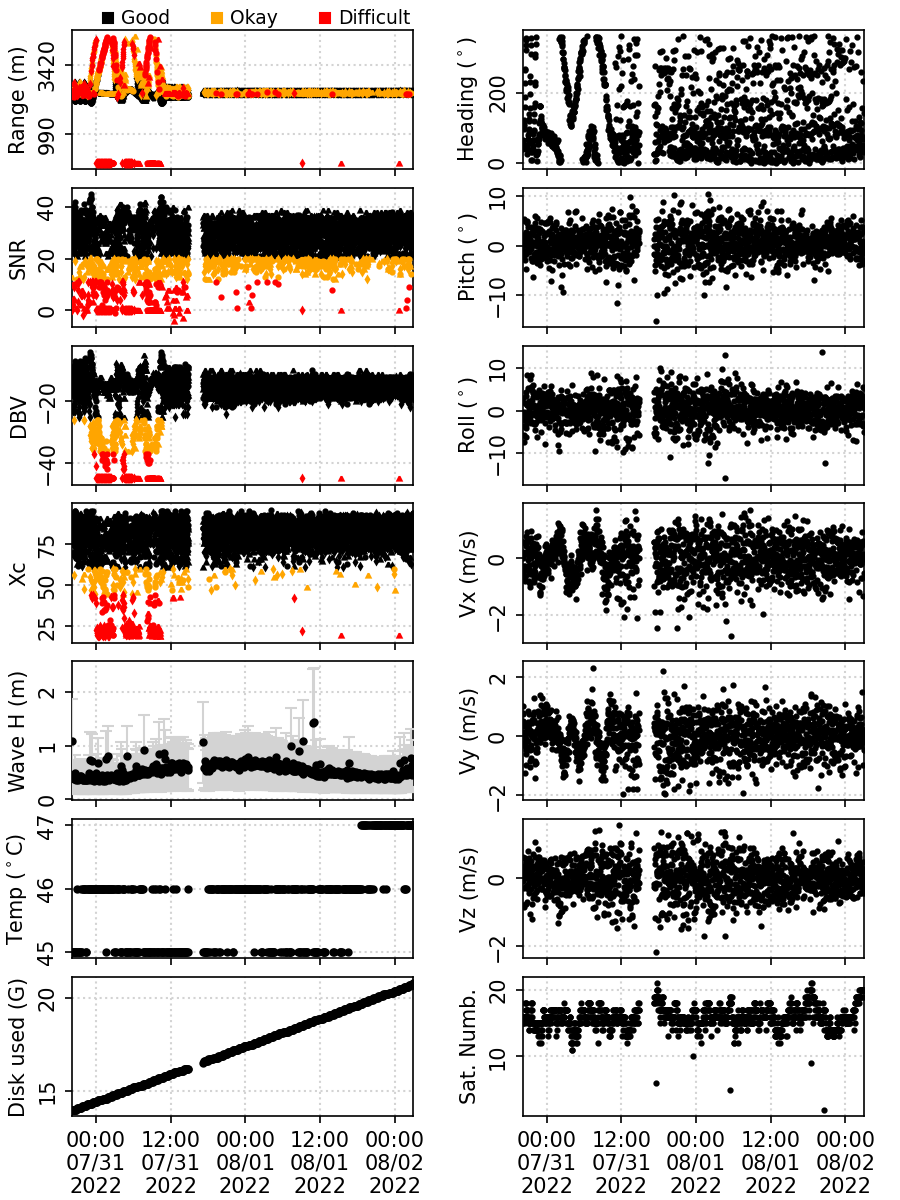 Good Okay Difficult
Range (m)
3420
990
Heading (°)
200
0
SNR
40
20
0
Pitch (°)
10
0
−10
DBV
−20
−40
Roll (°)
10
0
−10
Xc
75
50
25
Vx (m/s)
0
−2
Wave H (m)
2
1
0
Vy (m/s)
2
0
−2
Temp (°C)
47
46
45
Vz (m/s)
0
−2
Disk used (G)
20
15
Sat. Numb.
20
10
00:00 12:00 00:00 12:00 00:00
07/31 07/31 08/01 08/01 08/02
2022 2022 2022 2022 2022
00:00 12:00 00:00 12:00 00:00
07/31 07/31 08/01 08/01 08/02
2022 2022 2022 2022 2022